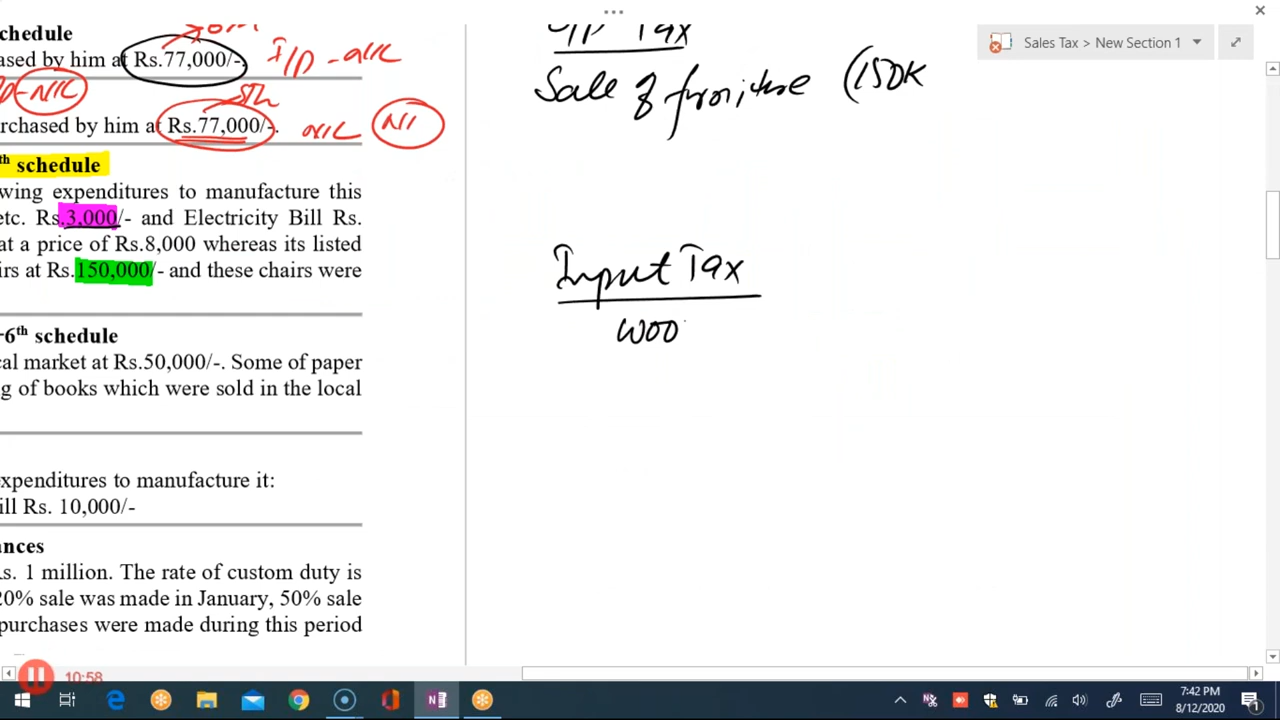 Sales Tax > New Section 1
schedule
ased by him at Rs.77,000/-. I/P -
NIL
urchased by him at Rs.77,000/-.
th schedule
wing expenditures to manufacture this
etc. Rs.3,000/- and Electricity Bill Rs.
at a price of Rs.8,000 whereas its listed
irs at Rs.150,000/- and these chairs were
-6th schedule
cal market at Rs.50,000/-. Some of paper
g of books which were sold in the local
xpenditures to manufacture it:
ill Rs. 10,000/-
ances
s. 1 million. The rate of custom duty is
20% sale was made in January, 50% sale
purchases were made during this period
Tax
Sale of furniture (150K
Input Tax
woo
10:58
7:42 PM
8/12/2020
1